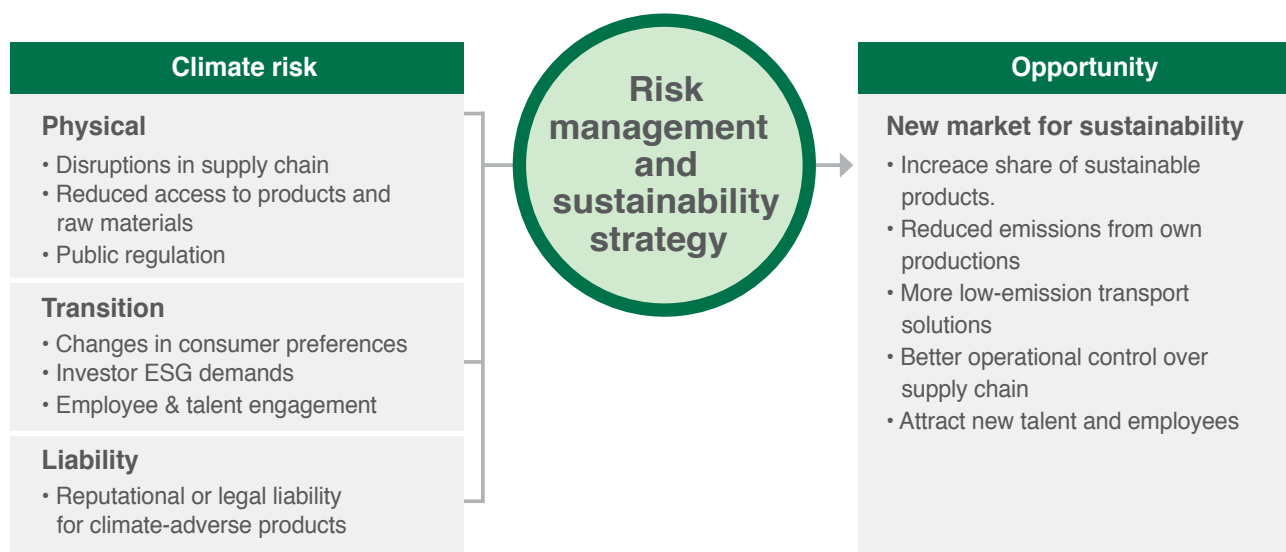 Climate risk
Physical
• Disruptions in supply chain
• Reduced access to products and
raw materials
• Public regulation
Transition
• Changes in consumer preferences
• Investor ESG demands
• Employee & talent engagement
Liability
• Reputational or legal liability
for climate-adverse products
Risk
management
and
sustainability
strategy
Opportunity
New market for sustainability
• Increace share of sustainable
products.
• Reduced emissions from own
productions
• More low-emission transport
solutions
• Better operational control over
supply chain
• Attract new talent and employees